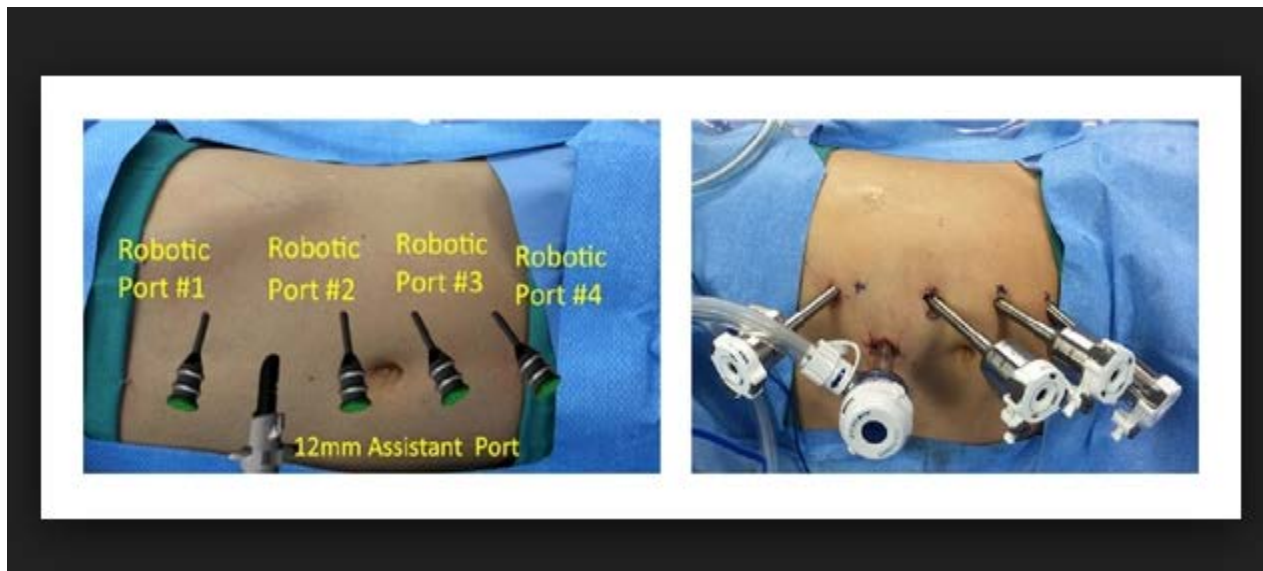 Robotic
Port #1
Robotic
Port #2
Robotic
Port #3
Robotic
Port #4
12mm Assistant Port